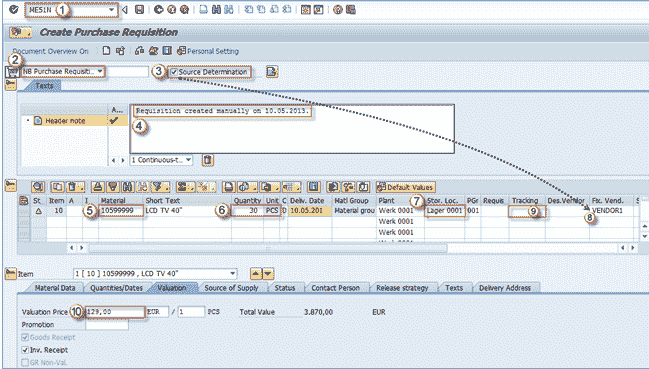 ME51N
1
Create Purchase Requisition
Document Overview On
Personal Setting
2
NB Purchase Requisiti...
3
Source Determination
Texts
A...
Header note
Requisition created manually on 10.05.2013.
4
1 Continuous-t...
Default Values
St. Item A I Material Short Text Quantity Unit C Deliv. Date Matl Group Plant Stor. Loc. PGr Requis Tracking Des.Vendor Fix. Vend. S
7
10 5 10599999 LCD TV 40" 6 30 PCS D 10.05.201 Material grou Werk 0001 Lager 0001 001 9 8 VENDOR1
Werk 0001
Werk 0001
Werk 0001
Item 1 [ 10 ] 10599999 , LCD TV 40"
Material Data Quantities/Dates Valuation Source of Supply Status Contact Person Release strategy Texts Delivery Address
Valuation Price 10 129,00 EUR / 1 PCS Total Value 3.870,00 EUR
Promotion
Goods Receipt
Inv. Receipt
GR Non-Val.